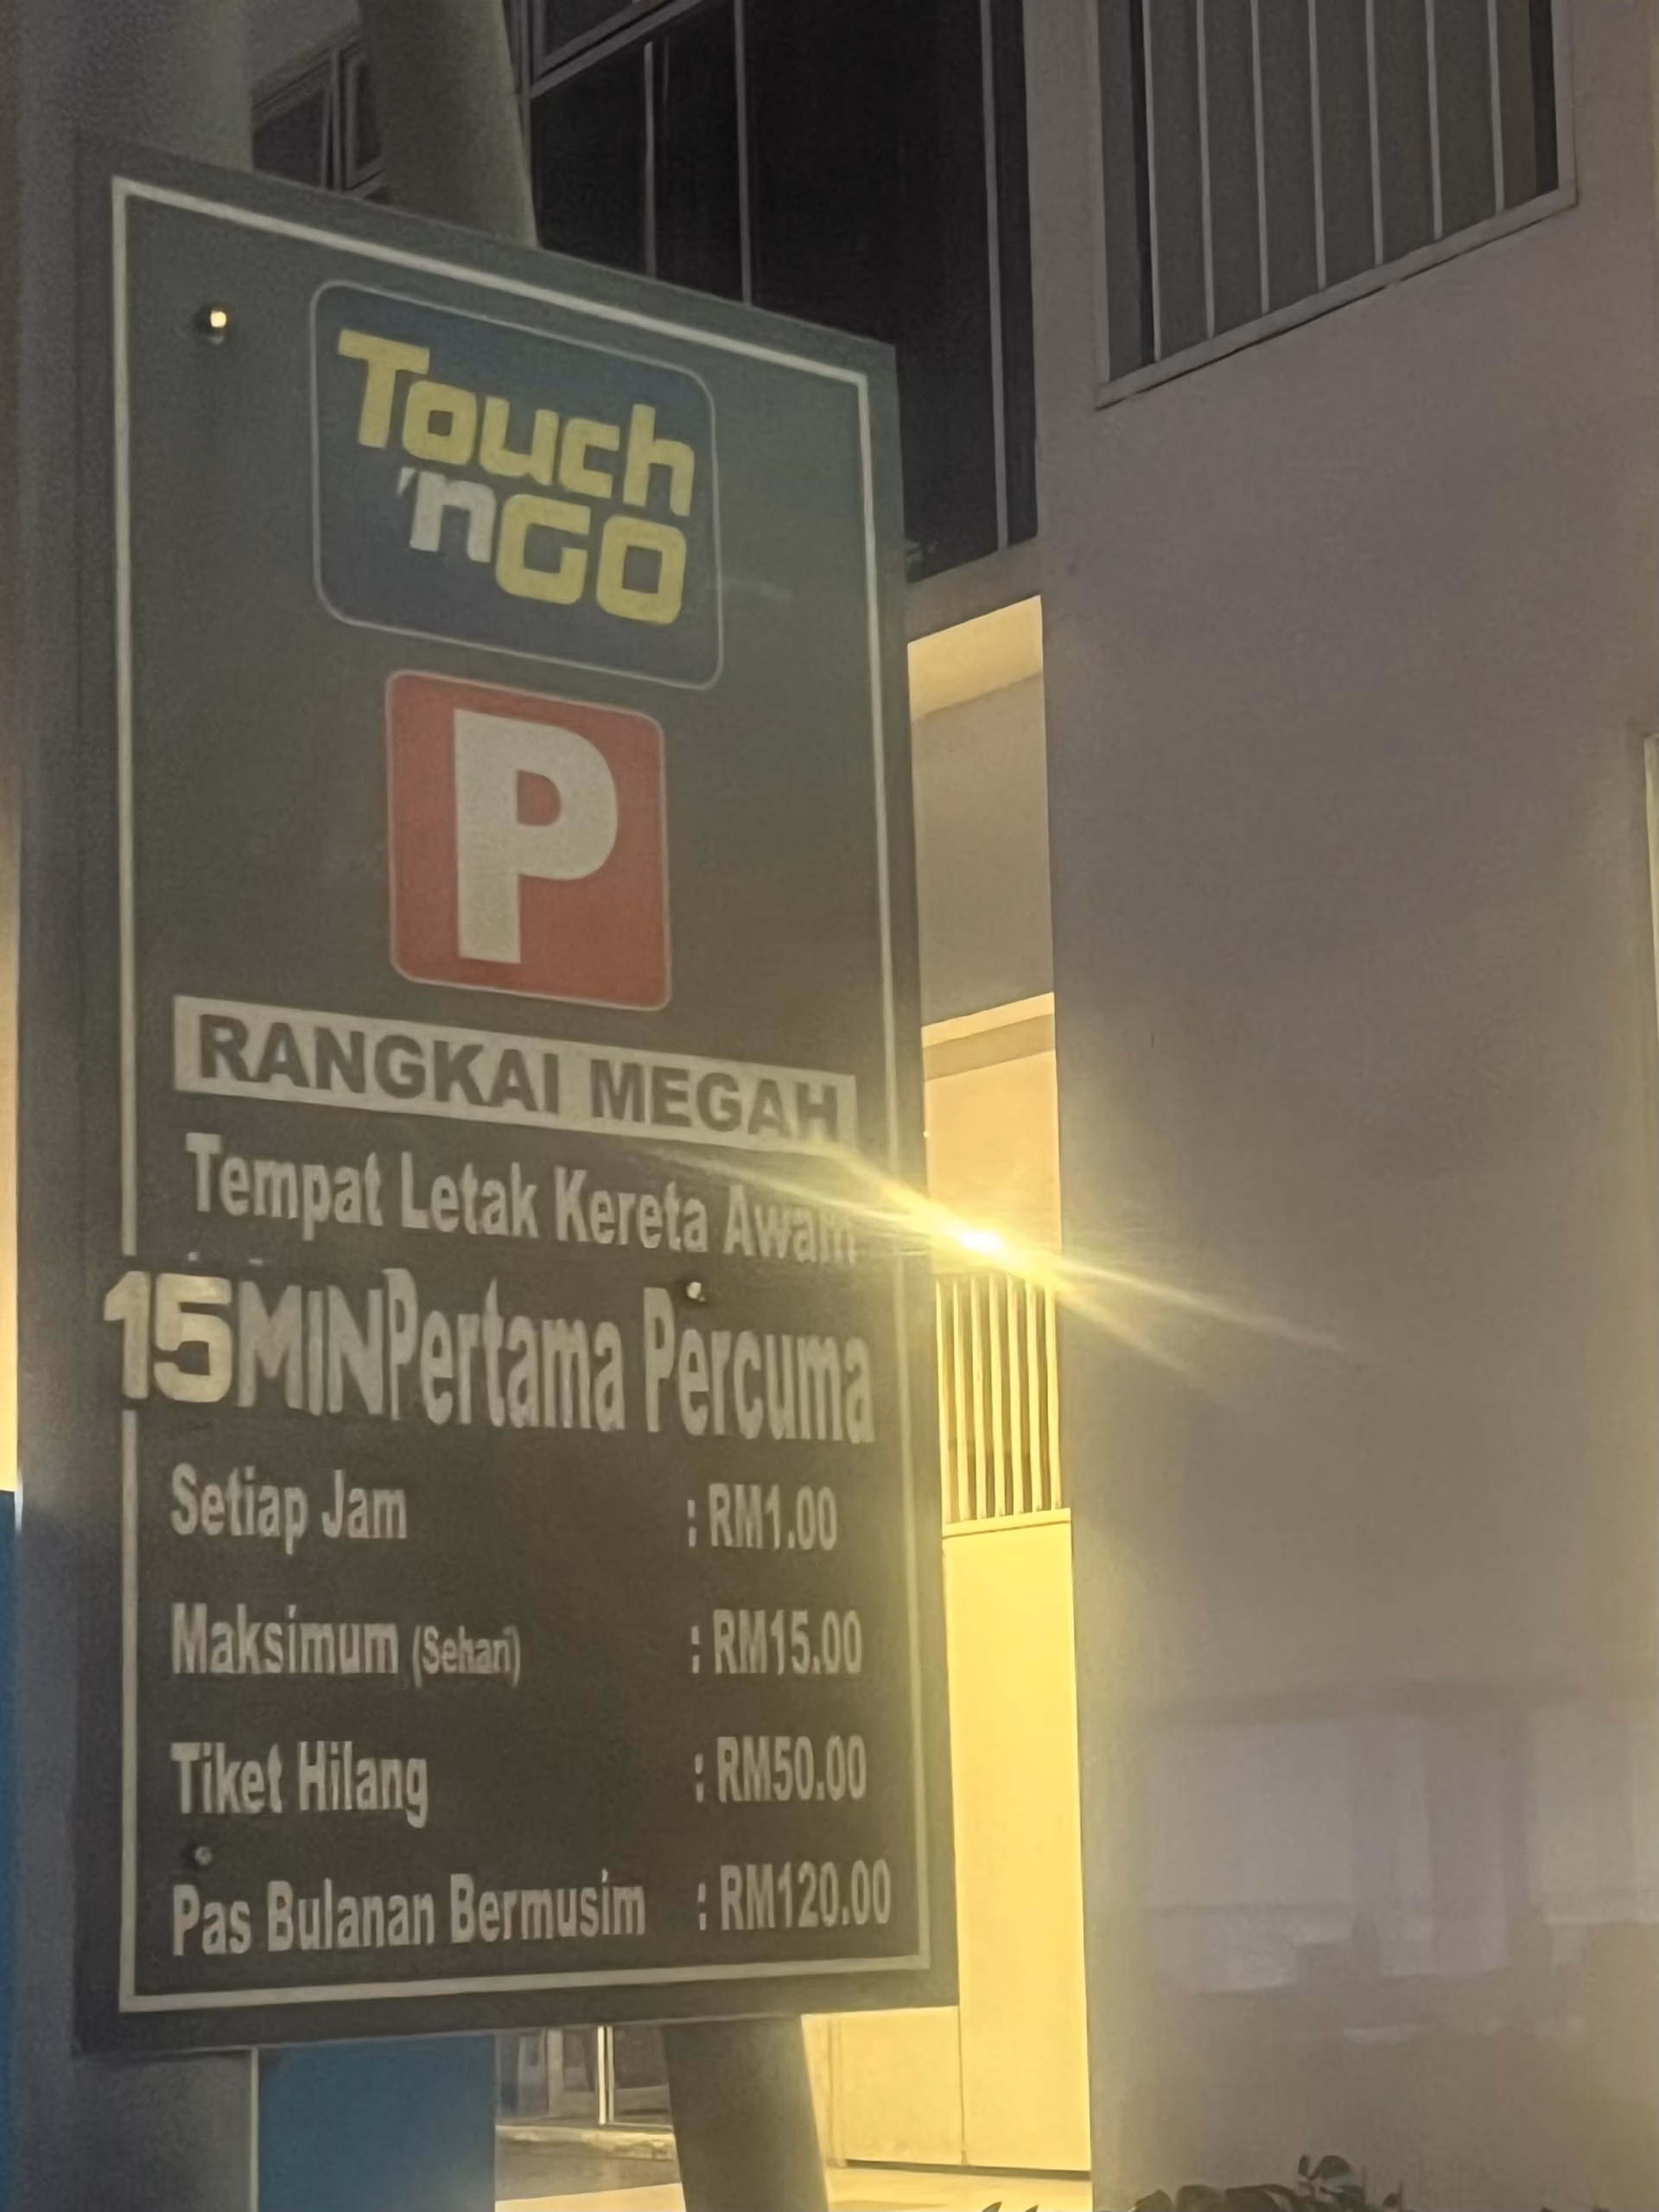 Touch
'nGO
P
RANGKAI MEGAH
Tempat Letak Kereta Awam
15MINPertama Percuma
Setiap Jam : RM1.00
Maksimum (Sehari) : RM15.00
Tiket Hilang : RM50.00
Pas Bulanan Bermusim : RM120.00